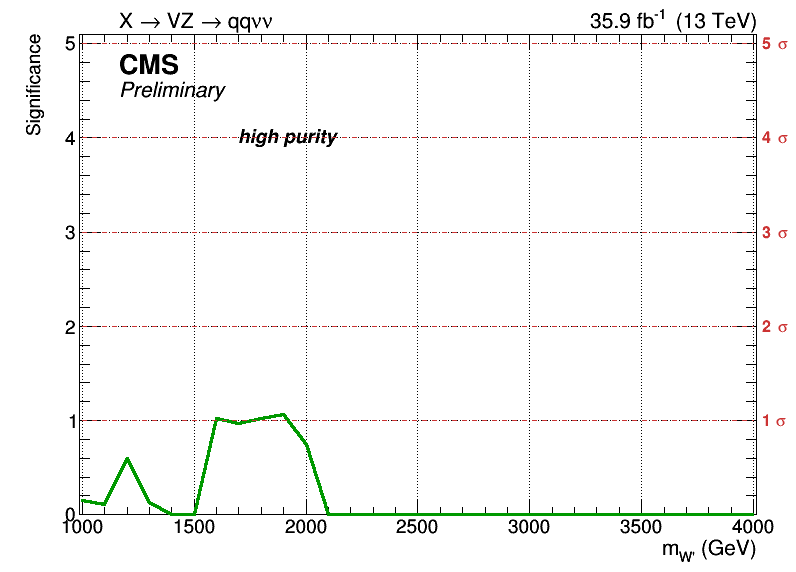 X → VZ → qqνν
35.9 fb⁻¹ (13 TeV)
Significance
CMS
Preliminary
high purity
5
4
3
2
1
0
5 σ
4 σ
3 σ
2 σ
1 σ
1000 1500 2000 2500 3000 3500 4000
m_W' (GeV)